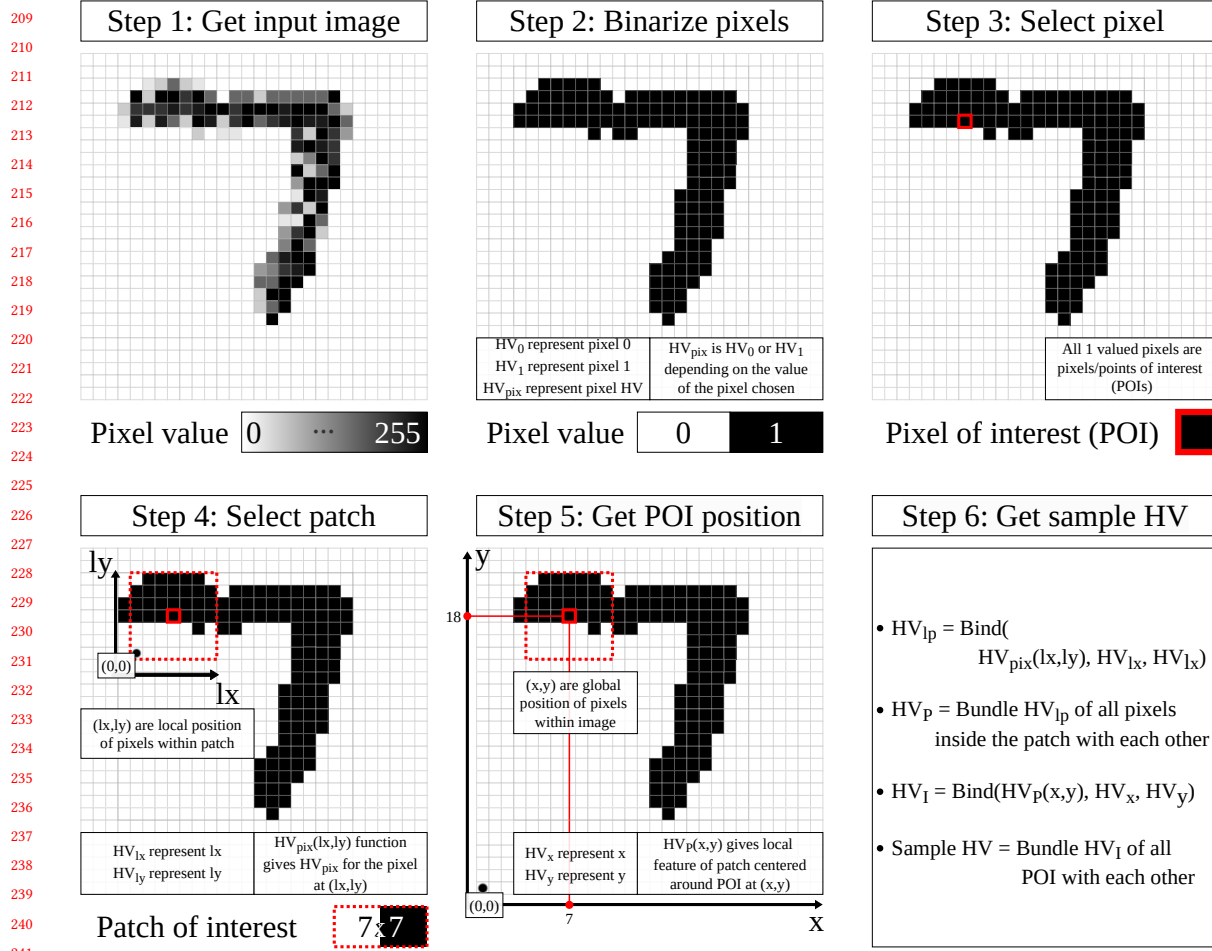 209
210
211
212
213
214
215
216
217
218
219
220
221
222
223
224
225
226
227
228
229
230
231
232
233
234
235
236
237
238
239
240
Step 1: Get input image
Pixel value 0 ... 255
Step 2: Binarize pixels
HV0 represent pixel 0
HV1 represent pixel 1
HVpix represent pixel HV
HVpix is HV0 or HV1
depending on the value
of the pixel chosen
Pixel value 0 1
Step 3: Select pixel
All 1 valued pixels are
pixels/points of interest
(POIs)
Pixel of interest (POI)
Step 4: Select patch
ly
(0,0)
lx
(lx,ly) are local position
of pixels within patch
HVlx represent lx
HVly represent ly
HVpix(lx,ly) function
gives HVpix for the pixel
at (lx,ly)
Patch of interest 7x7
Step 5: Get POI position
y
18
(x,y) are global
position of pixels
within image
HVx represent x
HVy represent y
HVP(x,y) gives local
feature of patch centered
around POI at (x,y)
(0,0)
7
x
Step 6: Get sample HV
• HVlp = Bind(
HVpix(lx,ly), HVlx, HVlx)
• HVP = Bundle HVlp of all pixels
inside the patch with each other
• HVI = Bind(HVP(x,y), HVx, HVy)
• Sample HV = Bundle HVI of all
POI with each other